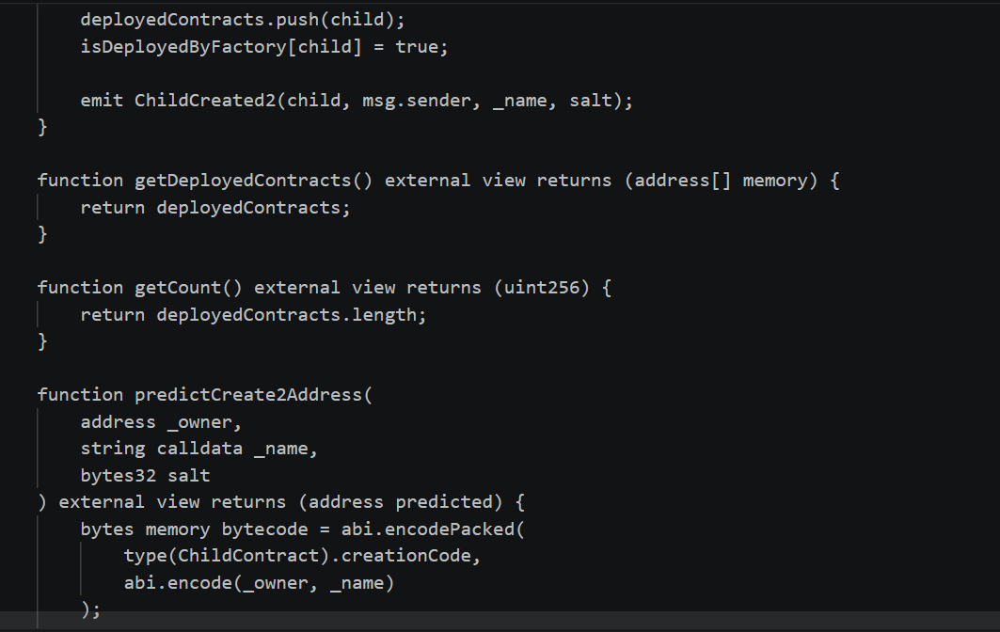 deployedContracts.push(child);
isDeployedByFactory[child] = true;
emit ChildCreated2(child, msg.sender, _name, salt);
}
function getDeployedContracts() external view returns (address[] memory) {
return deployedContracts;
}
function getCount() external view returns (uint256) {
return deployedContracts.length;
}
function predictCreate2Address(
address _owner,
string calldata _name,
bytes32 salt
) external view returns (address predicted) {
bytes memory bytecode = abi.encodePacked(
type(ChildContract).creationCode,
abi.encode(_owner, _name)
);